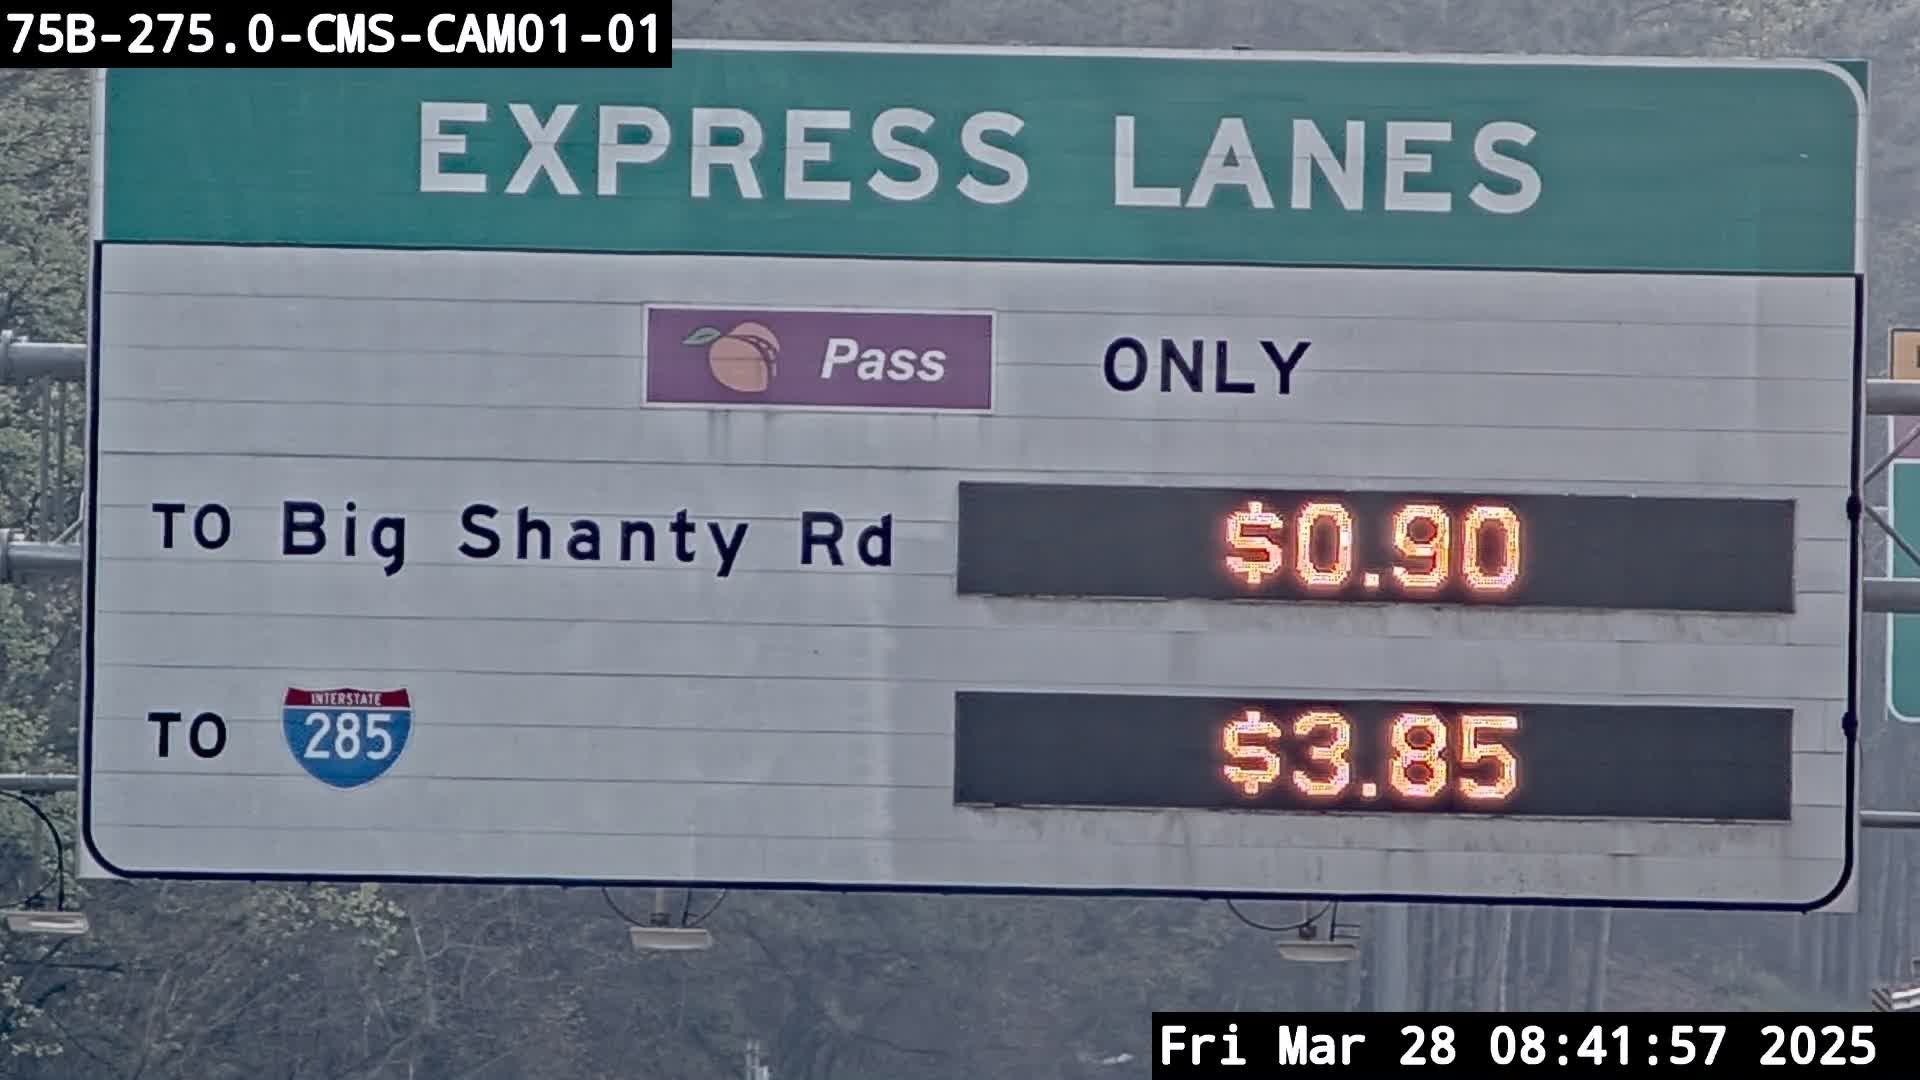 75B-275.0-CMS-CAM01-01
EXPRESS LANES
Pass ONLY
TO Big Shanty Rd $0.90
INTERSTATE
TO 285 $3.85
Fri Mar 28 08:41:57 2025